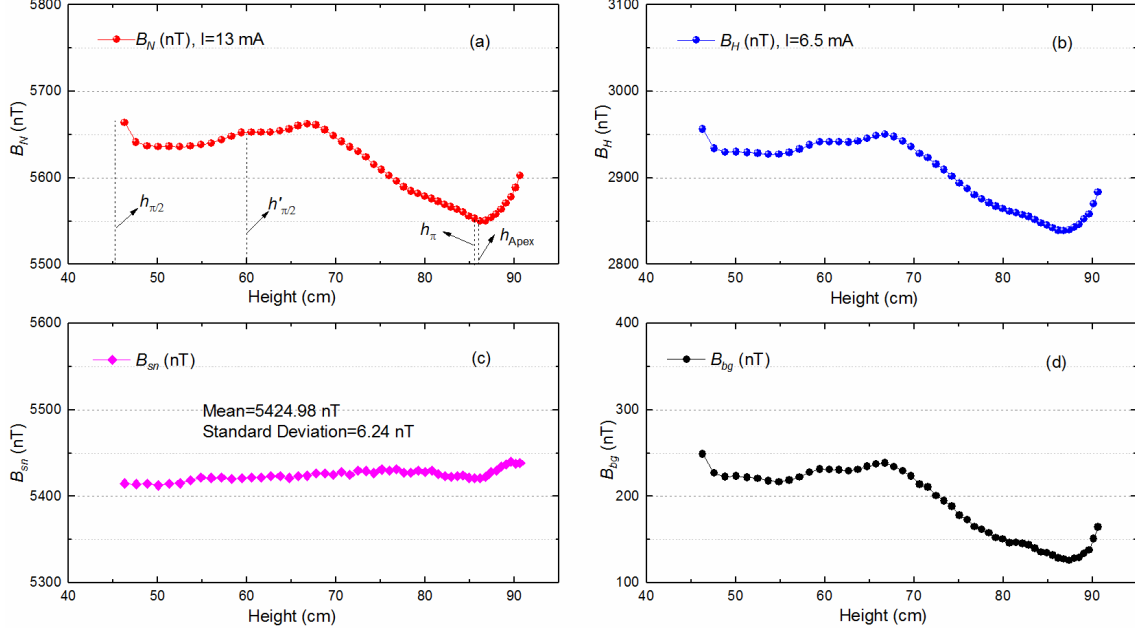 5800
5700
5600
5500
B_N (nT)
B_N (nT), I=13 mA
(a)
h_π/2
h'_π/2
h_π
h_Apex
40 50 60 70 80 90
Height (cm)
3100
3000
2900
2800
B_H (nT)
B_H (nT), I=6.5 mA
(b)
40 50 60 70 80 90
Height (cm)
5600
5500
5400
5300
B_sn (nT)
B_sn (nT)
(c)
Mean=5424.98 nT
Standard Deviation=6.24 nT
40 50 60 70 80 90
Height (cm)
400
300
200
100
B_bg (nT)
B_bg (nT)
(d)
40 50 60 70 80 90
Height (cm)